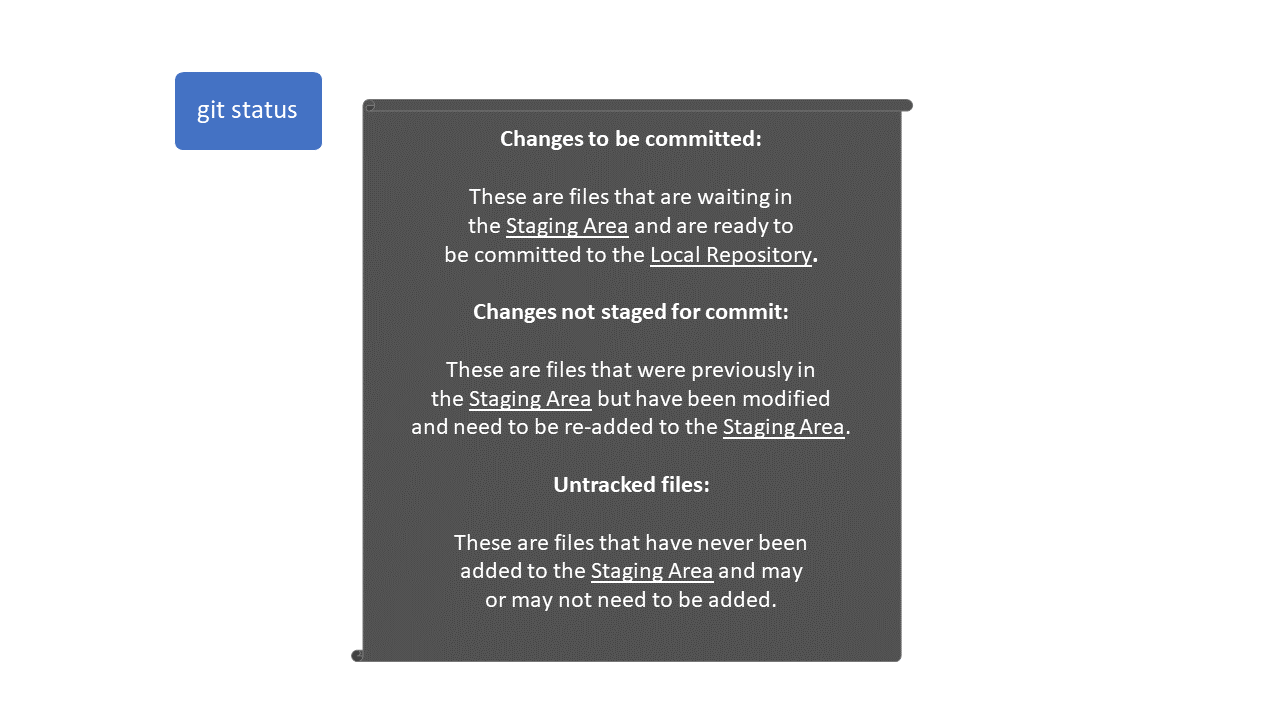 git status
Changes to be committed:
These are files that are waiting in
the Staging Area and are ready to
be committed to the Local Repository.
Changes not staged for commit:
These are files that were previously in
the Staging Area but have been modified
and need to be re-added to the Staging Area.
Untracked files:
These are files that have never been
added to the Staging Area and may
or may not need to be added.